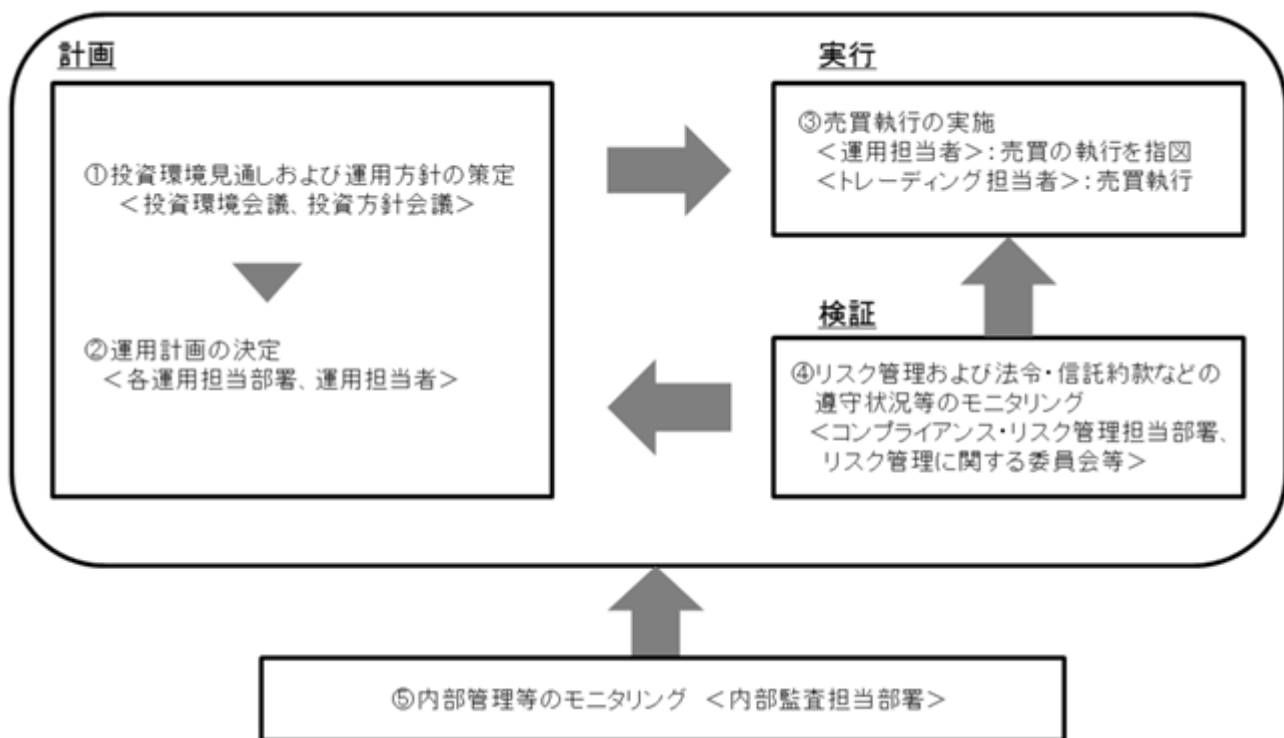 計画
①投資環境見通しおよび運用方針の策定
＜投資環境会議、投資方針会議＞
②運用計画の決定
＜各運用担当部署、運用担当者＞
実行
③売買執行の実施
＜運用担当者＞：売買の執行を指図
＜トレーディング担当者＞：売買執行
検証
④リスク管理および法令・信託約款などの
遵守状況等のモニタリング
＜コンプライアンス・リスク管理担当部署、
リスク管理に関する委員会等＞
⑤内部管理等のモニタリング ＜内部監査担当部署＞